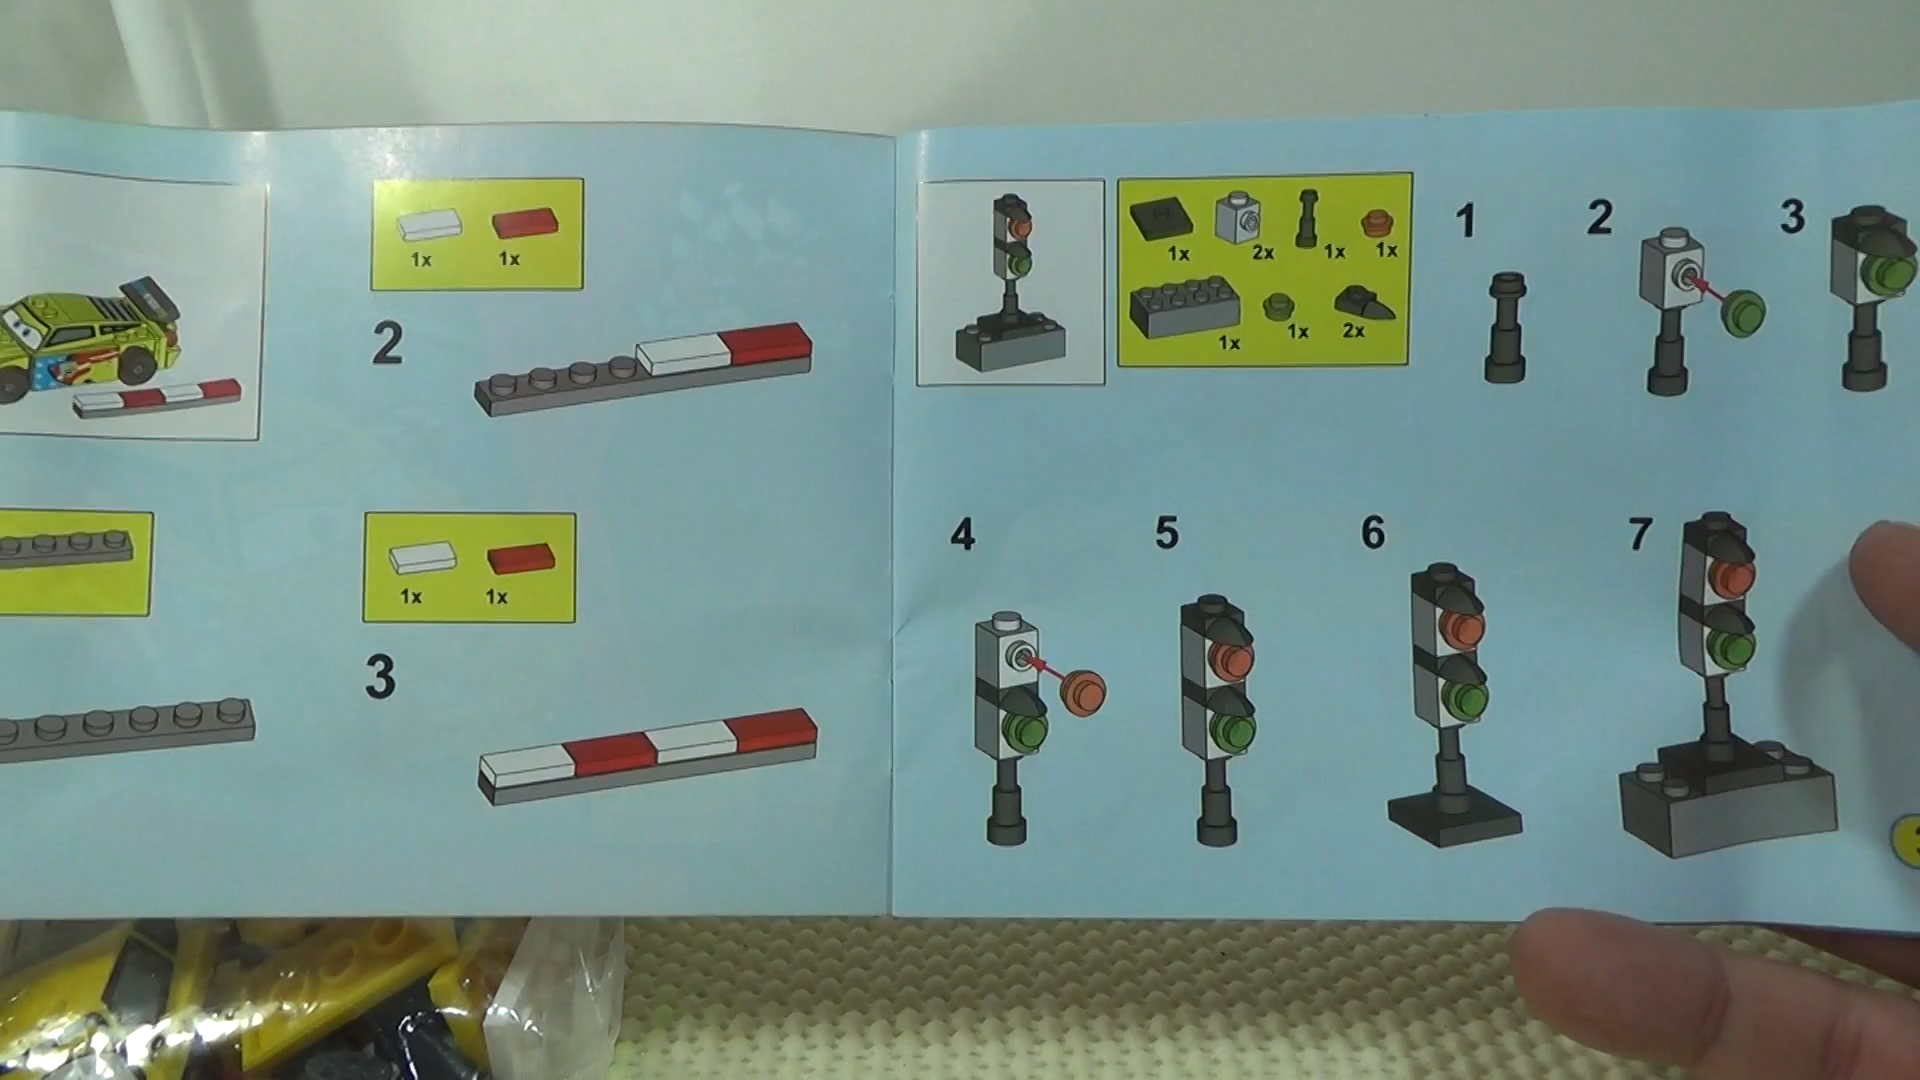 1x 1x
2
1x 1x
3
1x 2x 1x 1x
1x 1x 2x
1 2 3
4 5 6 7